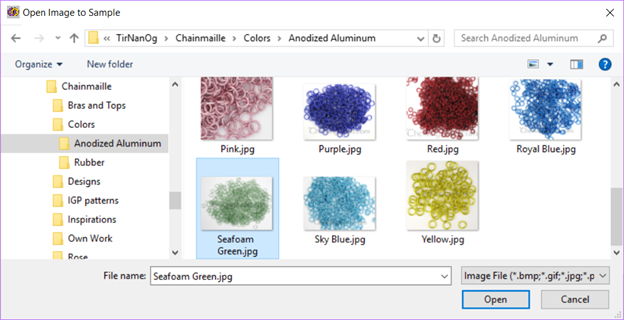 Open Image to Sample
« TirNanOg > Chainmaille > Colors > Anodized Aluminum
Search Anodized Aluminum
Organize New folder
Chainmaille
Bras and Tops
Colors
Anodized Aluminum
Rubber
Designs
IGP patterns
Inspirations
Own Work
Rose
Pink.jpg
Purple.jpg
Red.jpg
Royal Blue.jpg
Seafoam
Green.jpg
Sky Blue.jpg
Yellow.jpg
File name: Seafoam Green.jpg
Image File (*.bmp;*.gif;*.jpg;*.p
Open Cancel